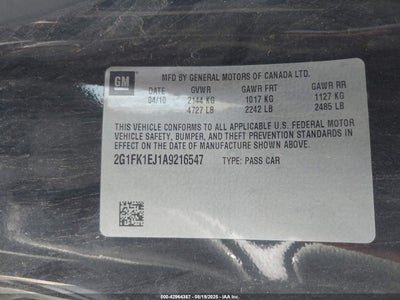 GM
MFD BY GENERAL MOTORS OF CANADA LTD.
DATE GVWR GAWR FRT GAWR RR
04/10 2144 KG 1017 KG 1127 KG
4727 LB 2242 LB 2485 LB
THIS VEHICLE CONFORMS TO ALL APPLICABLE U.S. FEDERAL MOTOR
VEHICLE SAFETY, BUMPER, AND THEFT PREVENTION STANDARDS IN
EFFECT ON THE DATE OF MANUFACTURE SHOWN ABOVE.
2G1FK1EJ1A9216547 TYPE: PASS CAR
000-42964367 - 08/19/2025 - IAAI.com